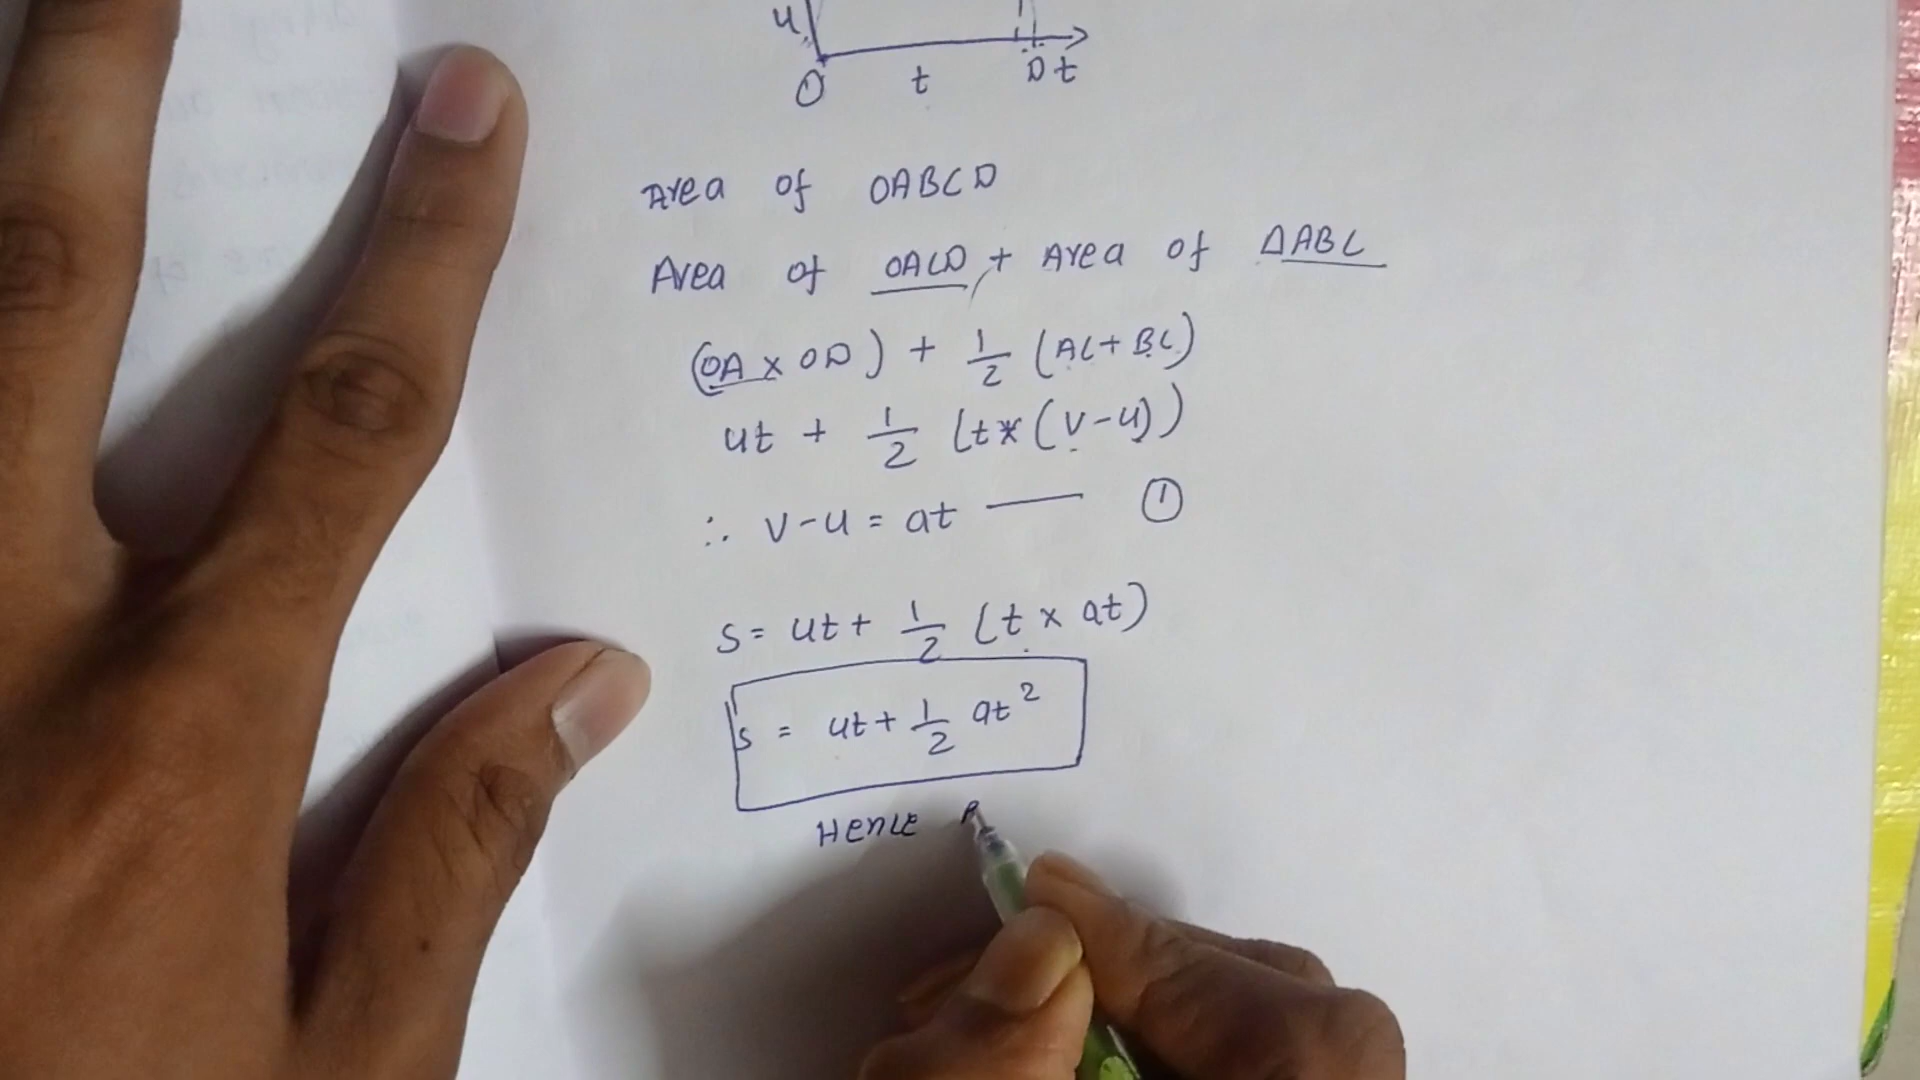 u
O t D t
Area of OABCD
Area of OACD + Area of ΔABC
(OA x OD) + 1/2 (AC + BC)
ut + 1/2 (t* (v-u))
∴ v-u = at —— ①
S = ut + 1/2 (t x at)
S = ut + 1/2 at²
HENCE P